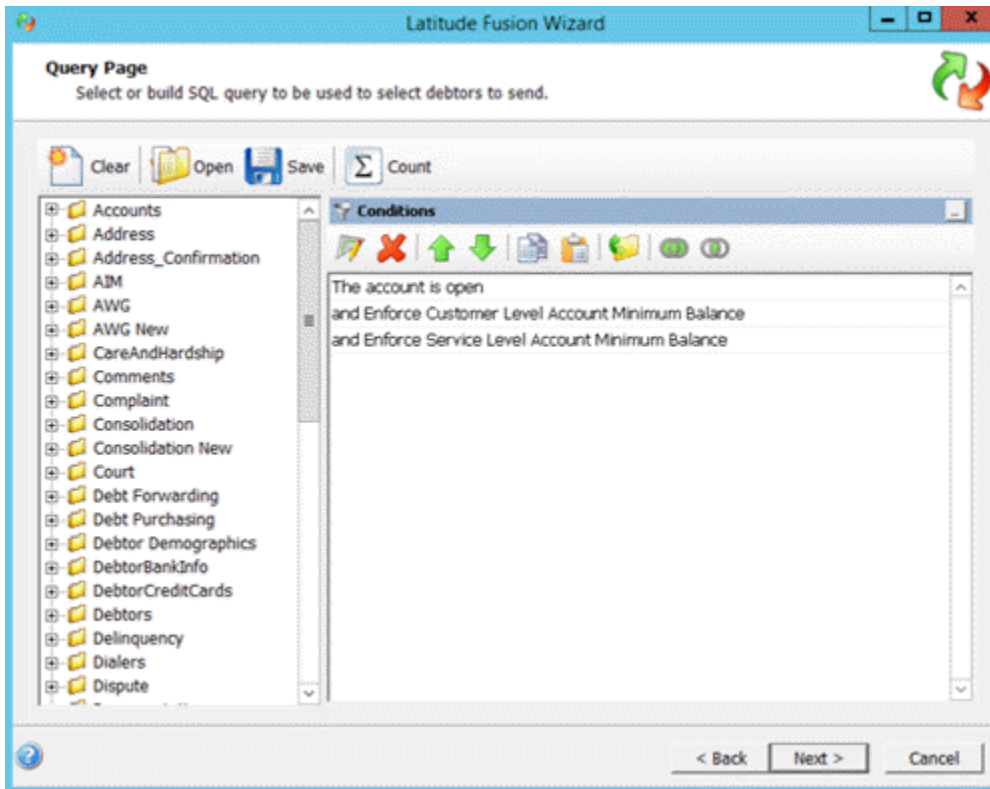 Latitude Fusion Wizard
Query Page
Select or build SQL query to be used to select debtors to send.
Clear Open Save Σ Count
Accounts
Address
Address_Confirmation
AIM
AWG
AWG New
CareAndHardship
Comments
Complaint
Consolidation
Consolidation New
Court
Debt Forwarding
Debt Purchasing
Debtor Demographics
DebtorBankInfo
DebtorCreditCards
Debtors
Delinquency
Dialers
Dispute
Conditions
The account is open
and Enforce Customer Level Account Minimum Balance
and Enforce Service Level Account Minimum Balance
< Back Next > Cancel